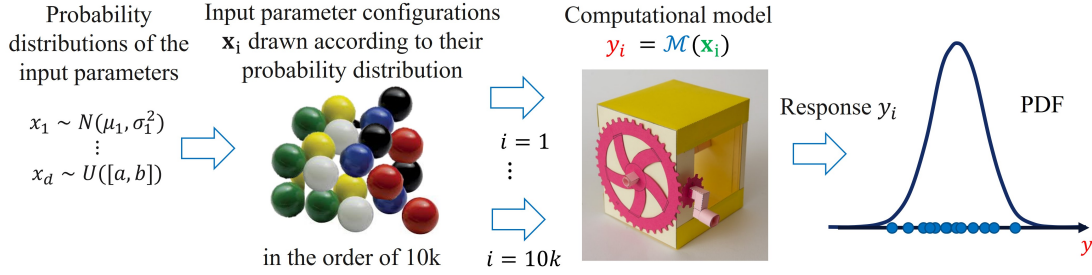 Probability
distributions of the
input parameters
x₁ ~ N(μ₁, σ₁²)
⋮
x_d ~ U([a, b])
Input parameter configurations
𝐱ᵢ drawn according to their
probability distribution
in the order of 10k
i = 1
⋮
i = 10k
Computational model
yᵢ = ℳ(𝐱ᵢ)
Response yᵢ
PDF
y